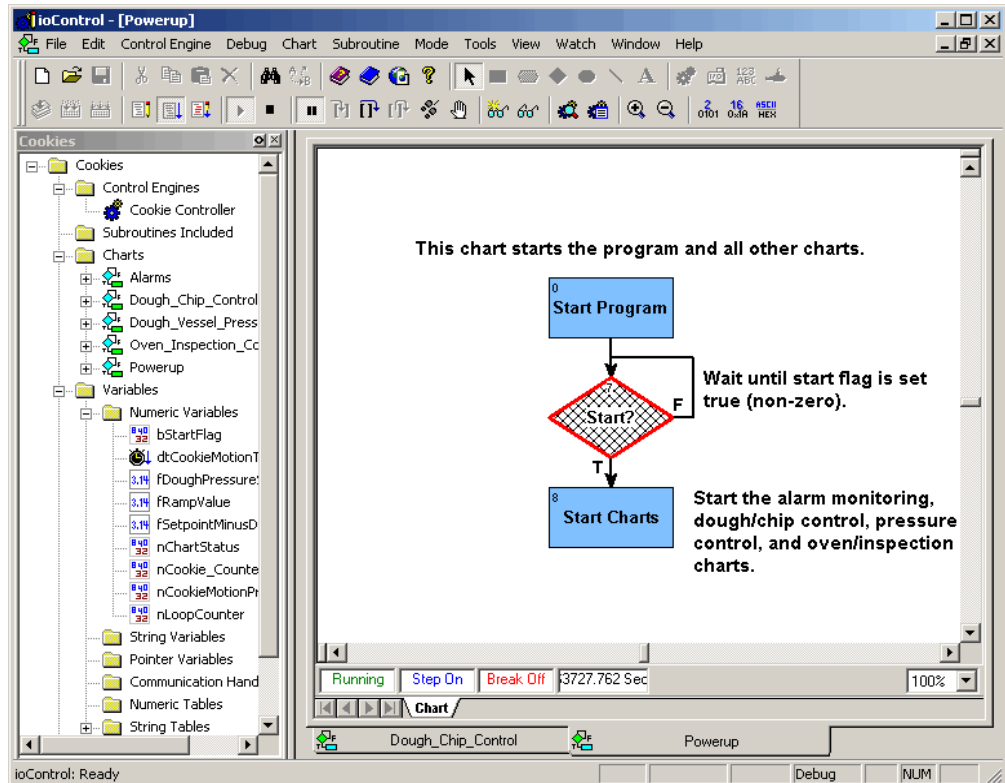 ioControl - [Powerup]
File Edit Control Engine Debug Chart Subroutine Mode Tools View Watch Window Help
Cookies
Cookies
Control Engines
Cookie Controller
Subroutines Included
Charts
Alarms
Dough_Chip_Control
Dough_Vessel_Press
Oven_Inspection_Co
Powerup
Variables
Numeric Variables
bStartFlag
dtCookieMotionT
fDoughPressure
fRampValue
fSetpointMinusD
nChartStatus
nCookie_Counte
nCookieMotionPr
nLoopCounter
String Variables
Pointer Variables
Communication Hand
Numeric Tables
String Tables
This chart starts the program and all other charts.
0
Start Program
7
Start?
F
T
Wait until start flag is set
true (non-zero).
8
Start Charts
Start the alarm monitoring,
dough/chip control, pressure
control, and oven/inspection
charts.
Running Step On Break Off 3727.762 Sec 100%
Chart
Dough_Chip_Control Powerup
ioControl: Ready Debug NUM